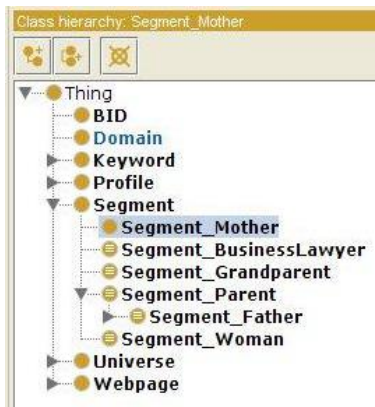 Class hierarchy: Segment_Mother
Thing
BID
Domain
Keyword
Profile
Segment
Segment_Mother
Segment_BusinessLawyer
Segment_Grandparent
Segment_Parent
Segment_Father
Segment_Woman
Universe
Webpage